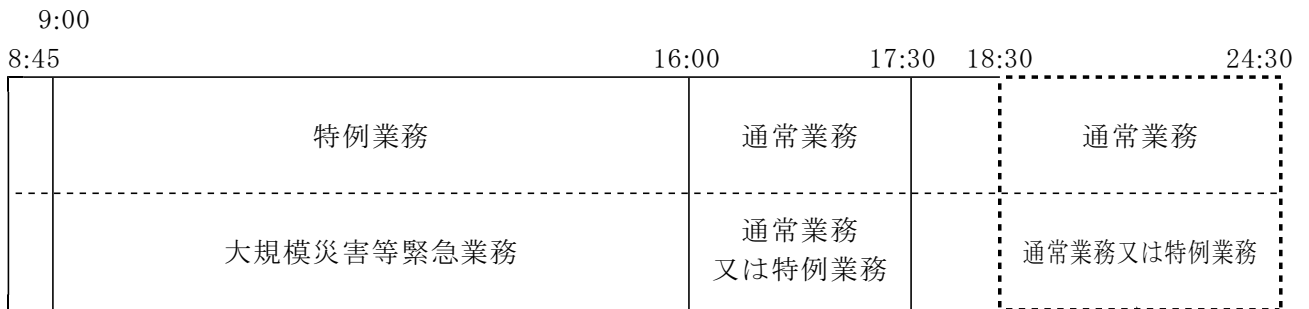 9:00
8:45 16:00 17:30 18:30 24:30
特例業務 通常業務 通常業務
大規模災害等緊急業務 通常業務
又は特例業務 通常業務又は特例業務